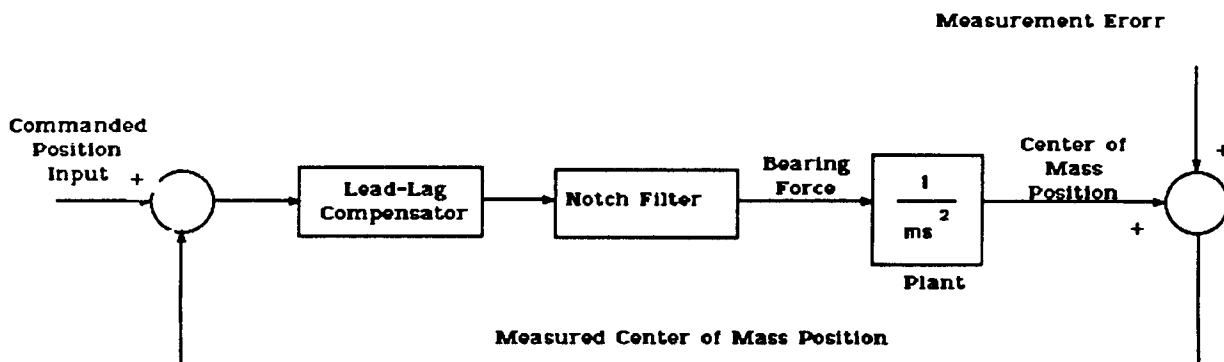 Measurement Erorr
Commanded
Position
Input
+
Lead-Lag
Compensator
Notch Filter
Bearing
Force
1
ms 2
Plant
Center of
Mass
Position
+
+
Measured Center of Mass Position